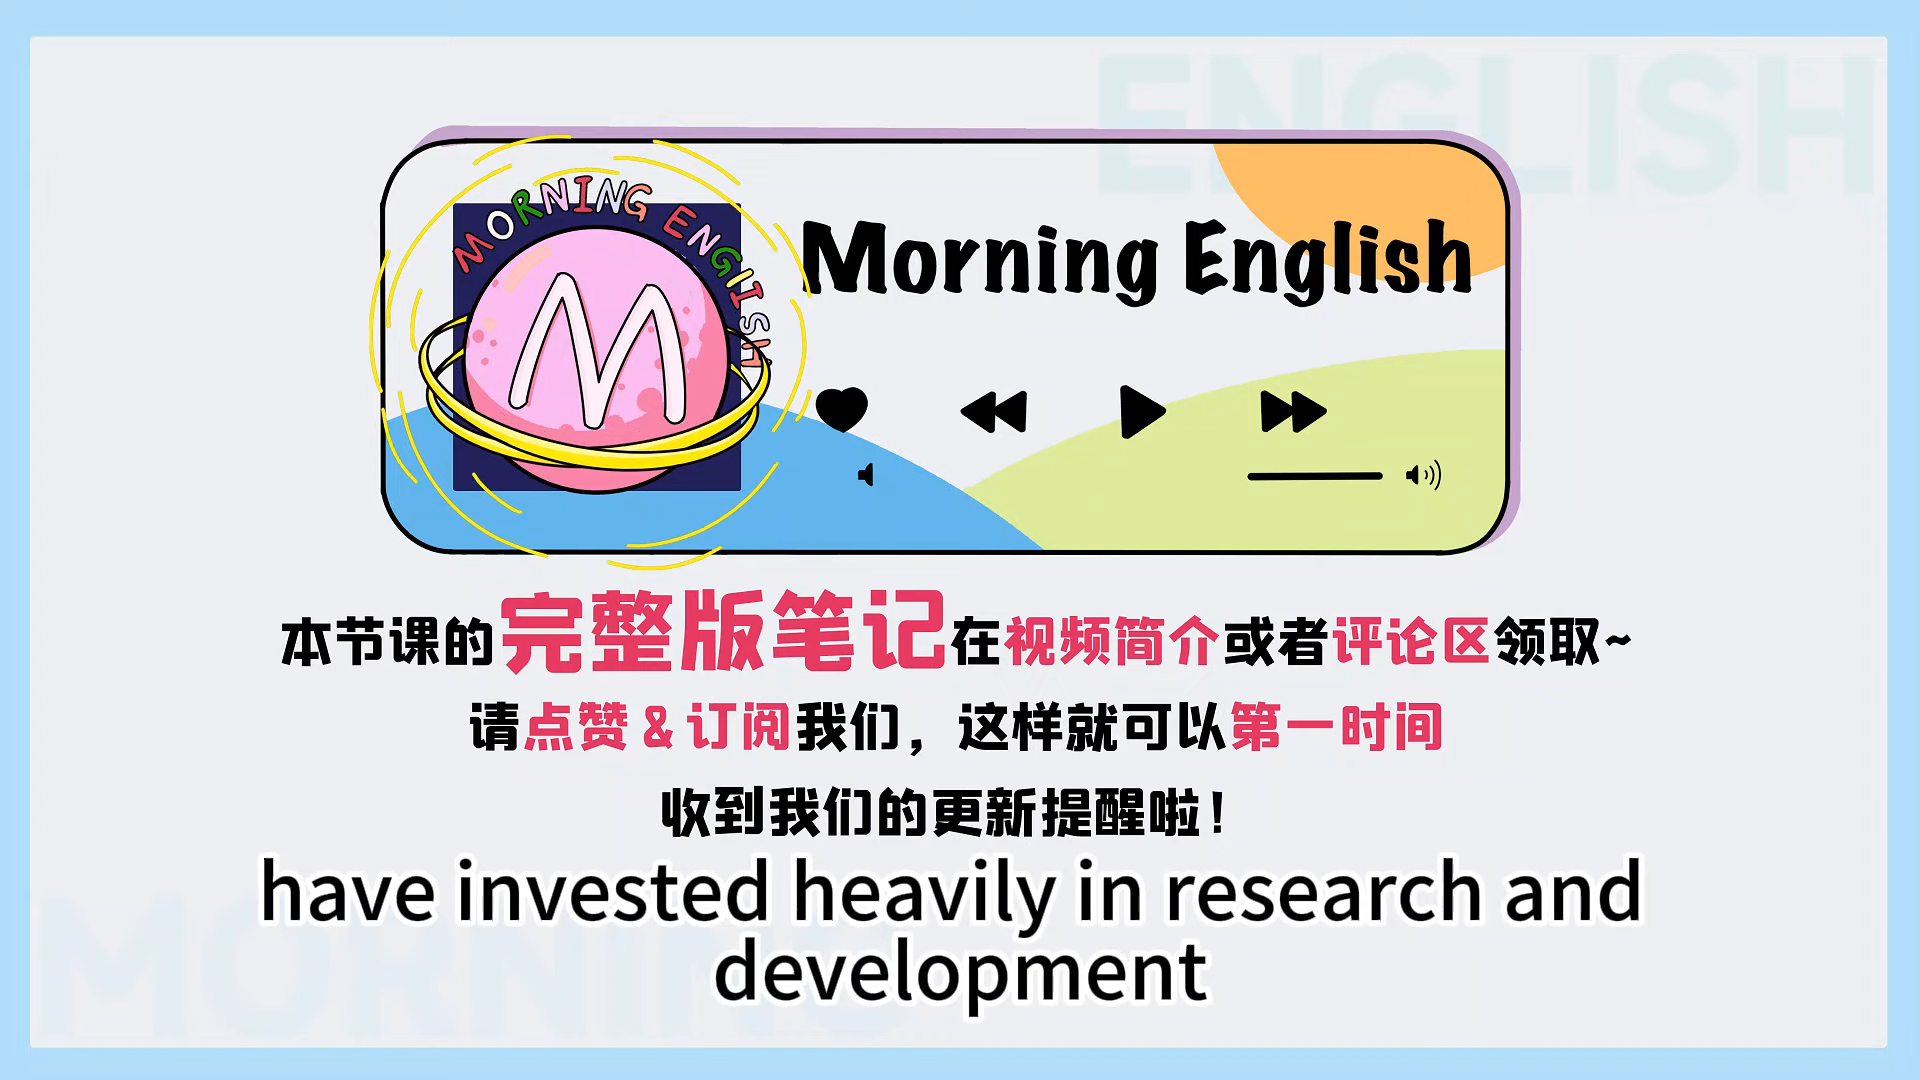 ENGLISH
MORNING ENGLISH
M
Morning English
本节课的完整版笔记在视频简介或者评论区领取~
请点赞&订阅我们，这样就可以第一时间
收到我们的更新提醒啦！
have invested heavily in research and
development
MORNING